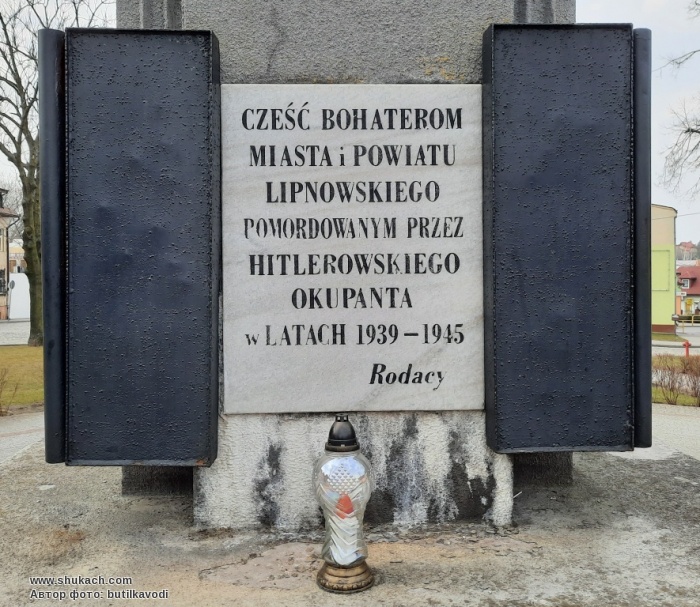 CZEŚĆ BOHATEROM
MIASTA i POWIATU
LIPNOWSKIEGO
POMORDOWANYM PRZEZ
HITLEROWSKIEGO
OKUPANTA
w LATACH 1939 – 1945
Rodacy
www.shukach.com
Автор фото: butilkavodi